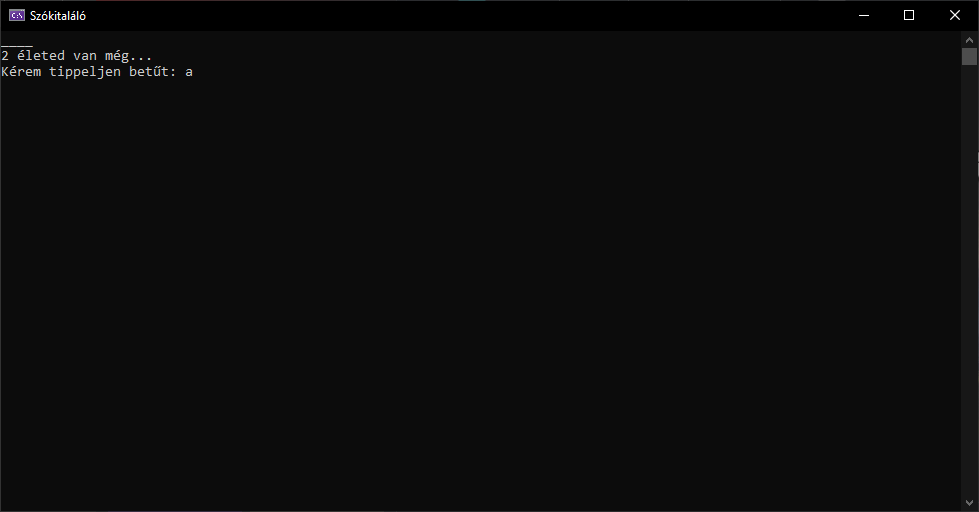 Szókitaláló
____
2 életed van még...
Kérem tippeljen betűt: a